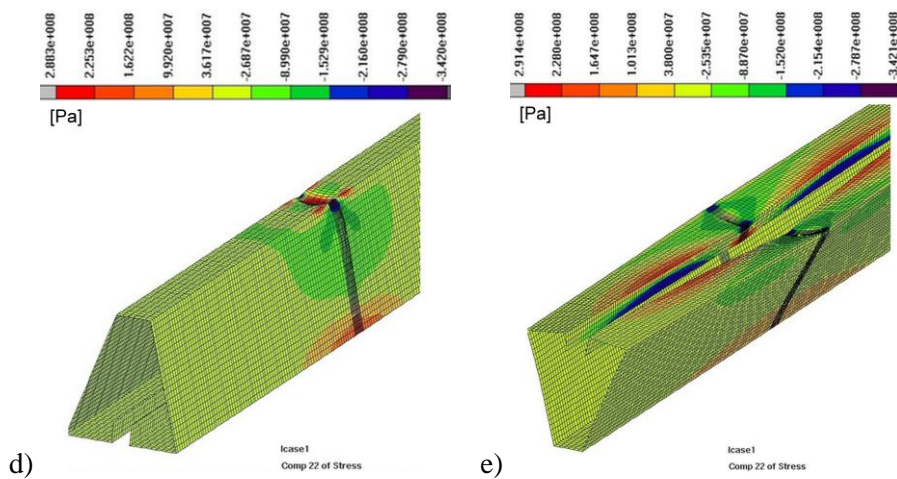 2.883e+008
2.253e+008
1.622e+008
9.920e+007
3.617e+007
-2.687e+007
-8.990e+007
-1.529e+008
-2.160e+008
-2.790e+008
-3.420e+008
[Pa]
lcase1
Comp 22 of Stress
d)
2.914e+008
2.280e+008
1.647e+008
1.013e+008
3.800e+007
-2.535e+007
-8.870e+007
-1.520e+008
-2.154e+008
-2.787e+008
-3.421e+008
[Pa]
lcase1
Comp 22 of Stress
e)